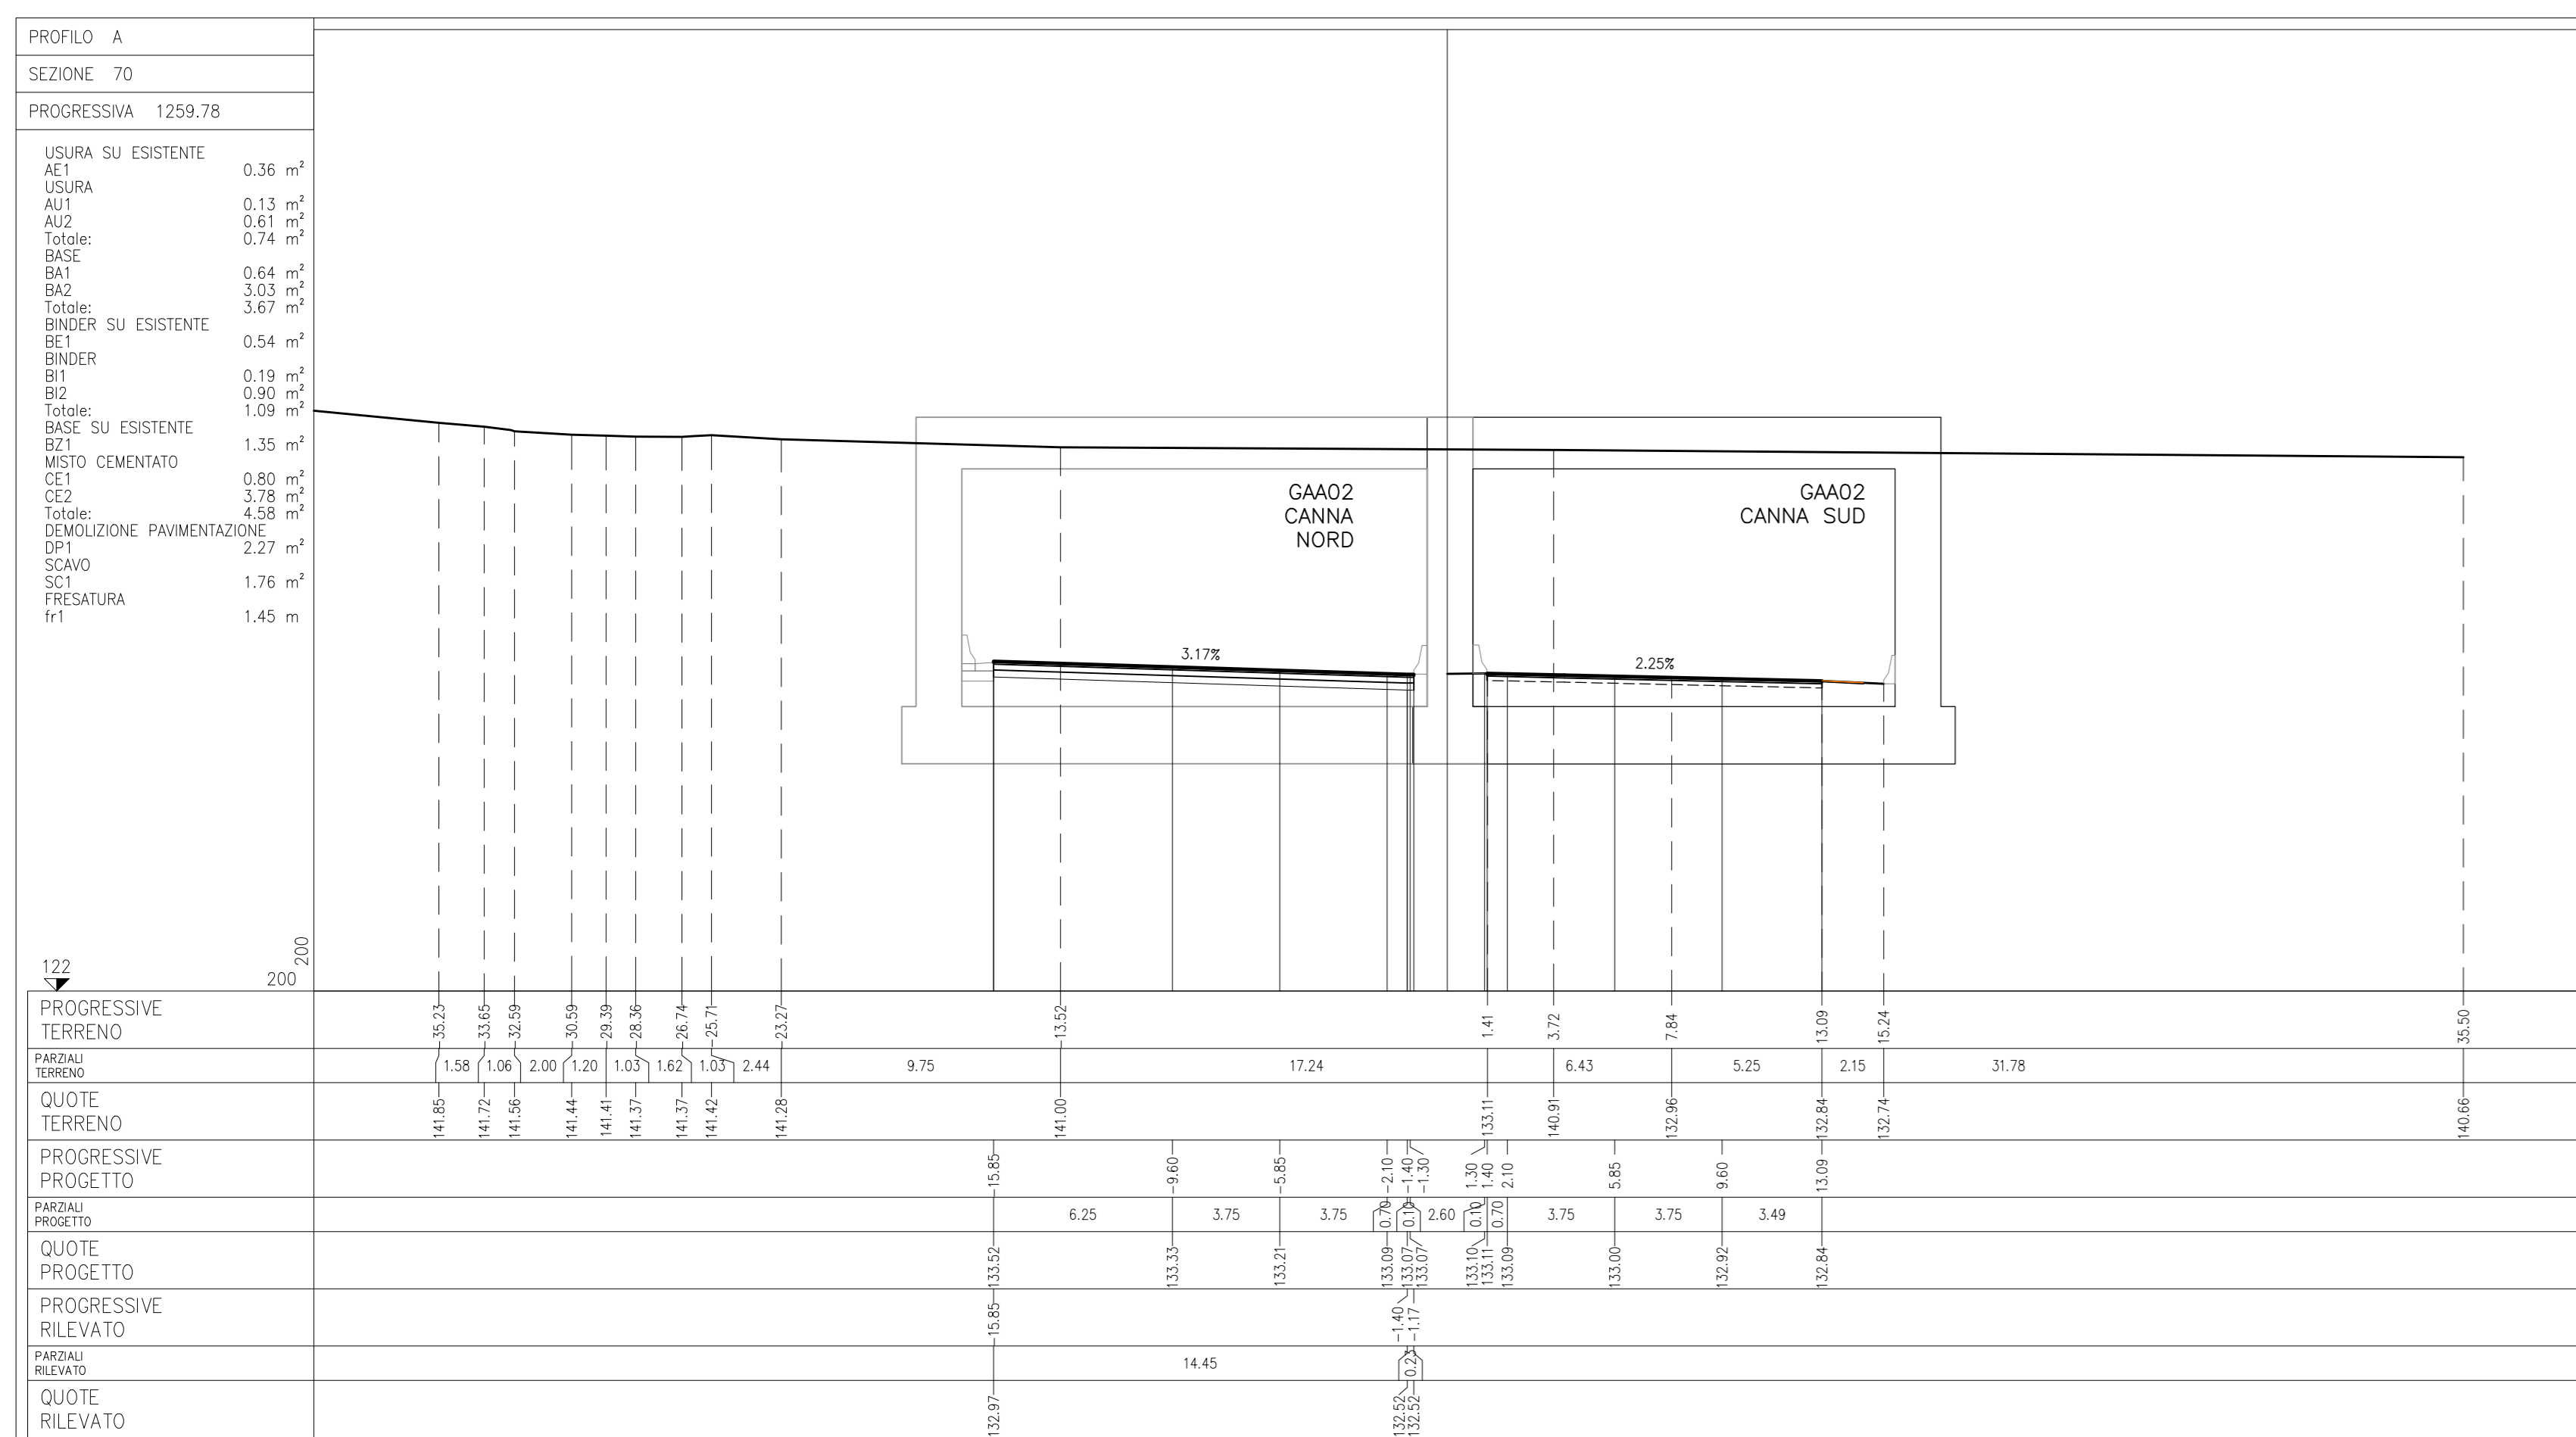 PROFILO A
SEZIONE 70
PROGRESSIVA 1259.78
USURA SU ESISTENTE
AE1 0.36 m²
USURA
AU1 0.13 m²
AU2 0.61 m²
Totale: 0.74 m²
BASE
BA1 0.64 m²
BA2 3.03 m²
Totale: 3.67 m²
BINDER SU ESISTENTE
BE1 0.54 m²
BINDER
BI1 0.19 m²
BI2 0.90 m²
Totale: 1.09 m²
BASE SU ESISTENTE
BZ1 1.35 m²
MISTO CEMENTATO
CE1 0.80 m²
CE2 3.78 m²
Totale: 4.58 m²
DEMOLIZIONE PAVIMENTAZIONE
DP1 2.27 m²
SCAVO
SC1 1.76 m²
FRESATURA
fr1 1.45 m
GAA02
CANNA
NORD
GAA02
CANNA SUD
3.17%
2.25%
122
200
200
PROGRESSIVE
TERRENO
-35.23 -33.65 -32.59 -30.59 -29.39 -28.36 -26.74 -25.71 -23.27 -13.52 1.41 3.72 7.84 13.09 15.24 35.50
PARZIALI
TERRENO
1.58 1.06 2.00 1.20 1.03 1.62 1.03 2.44 9.75 17.24 6.43 5.25 2.15 31.78
QUOTE
TERRENO
141.85 141.72 141.56 141.44 141.41 141.37 141.37 141.42 141.28 141.00 133.11 140.91 132.96 132.84 132.74 140.66
PROGRESSIVE
PROGETTO
-15.85 -9.60 -5.85 -2.10 -1.40 -1.30 1.30 1.40 2.10 5.85 9.60 13.09
PARZIALI
PROGETTO
6.25 3.75 3.75 0.70 0.10 2.60 0.10 0.70 3.75 3.75 3.49
QUOTE
PROGETTO
133.52 133.33 133.21 133.09 133.07 133.07 133.10 133.11 133.09 133.00 132.92 132.84
PROGRESSIVE
RILEVATO
-15.85 -1.40 -1.17
PARZIALI
RILEVATO
14.45 0.23
QUOTE
RILEVATO
132.97 132.52 132.52